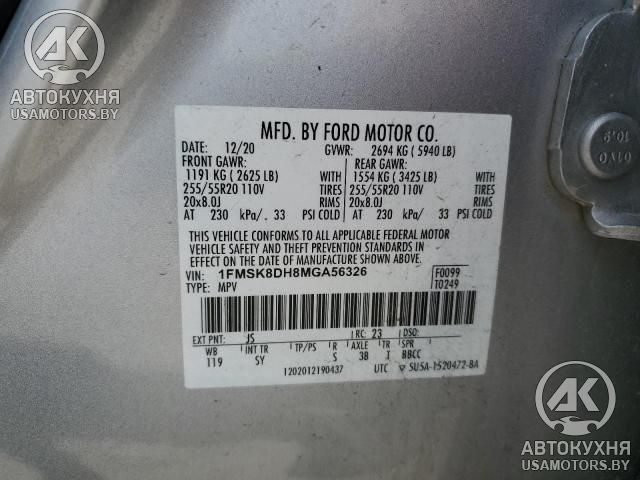 AK
АВТОКУХНЯ
USAMOTORS.BY
MFD. BY FORD MOTOR CO.
DATE: 12/20 GVWR: 2694 KG ( 5940 LB)
FRONT GAWR: REAR GAWR:
1191 KG ( 2625 LB) WITH 1554 KG ( 3425 LB) WITH
255/55R20 110V TIRES 255/55R20 110V TIRES
20x8.0J RIMS 20x8.0J RIMS
AT 230 kPa/ 33 PSI COLD AT 230 kPa/ 33 PSI COLD
THIS VEHICLE CONFORMS TO ALL APPLICABLE FEDERAL MOTOR
VEHICLE SAFETY AND THEFT PREVENTION STANDARDS IN
EFFECT ON THE DATE OF MANUFACTURE SHOWN ABOVE.
VIN: 1FMSK8DH8MGA56326 F0099
TYPE: MPV T0249
EXT PNT: JS RC: 23 DSO:
WB INT TR TP/PS R AXLE TR SPR
119 SY S 3B I BBCC
1202012190437 UTC ▽ 5U5A-1520472-BA
01Y0 10.9
AK
АВТОКУХНЯ
USAMOTORS.BY